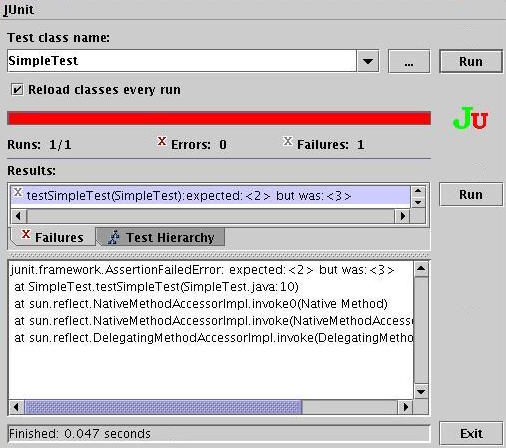 JUnit
Test class name:
SimpleTest
...
Run
Reload classes every run
JU
Runs: 1/1
X Errors: 0
X Failures: 1
Results:
X testSimpleTest(SimpleTest):expected:<2> but was:<3>
Run
X Failures
Test Hierarchy
junit.framework.AssertionFailedError: expected:<2> but was:<3>
at SimpleTest.testSimpleTest(SimpleTest.java:10)
at sun.reflect.NativeMethodAccessorImpl.invoke0(Native Method)
at sun.reflect.NativeMethodAccessorImpl.invoke(NativeMethodAccess
at sun.reflect.DelegatingMethodAccessorImpl.invoke(DelegatingMetho
Finished: 0.047 seconds
Exit